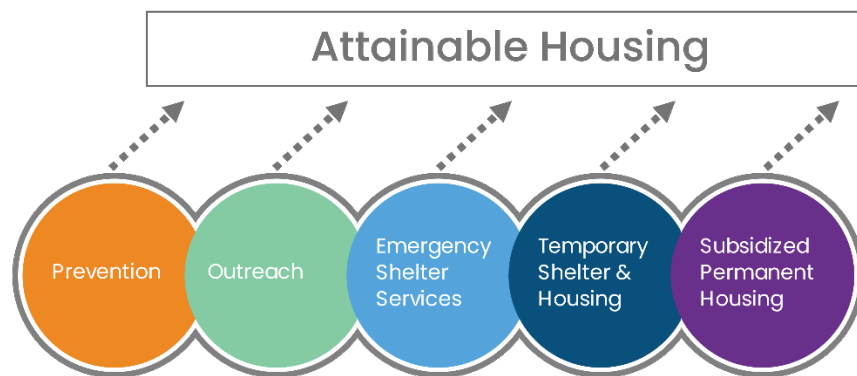 Attainable Housing
Prevention
Outreach
Emergency
Shelter
Services
Temporary
Shelter &
Housing
Subsidized
Permanent
Housing